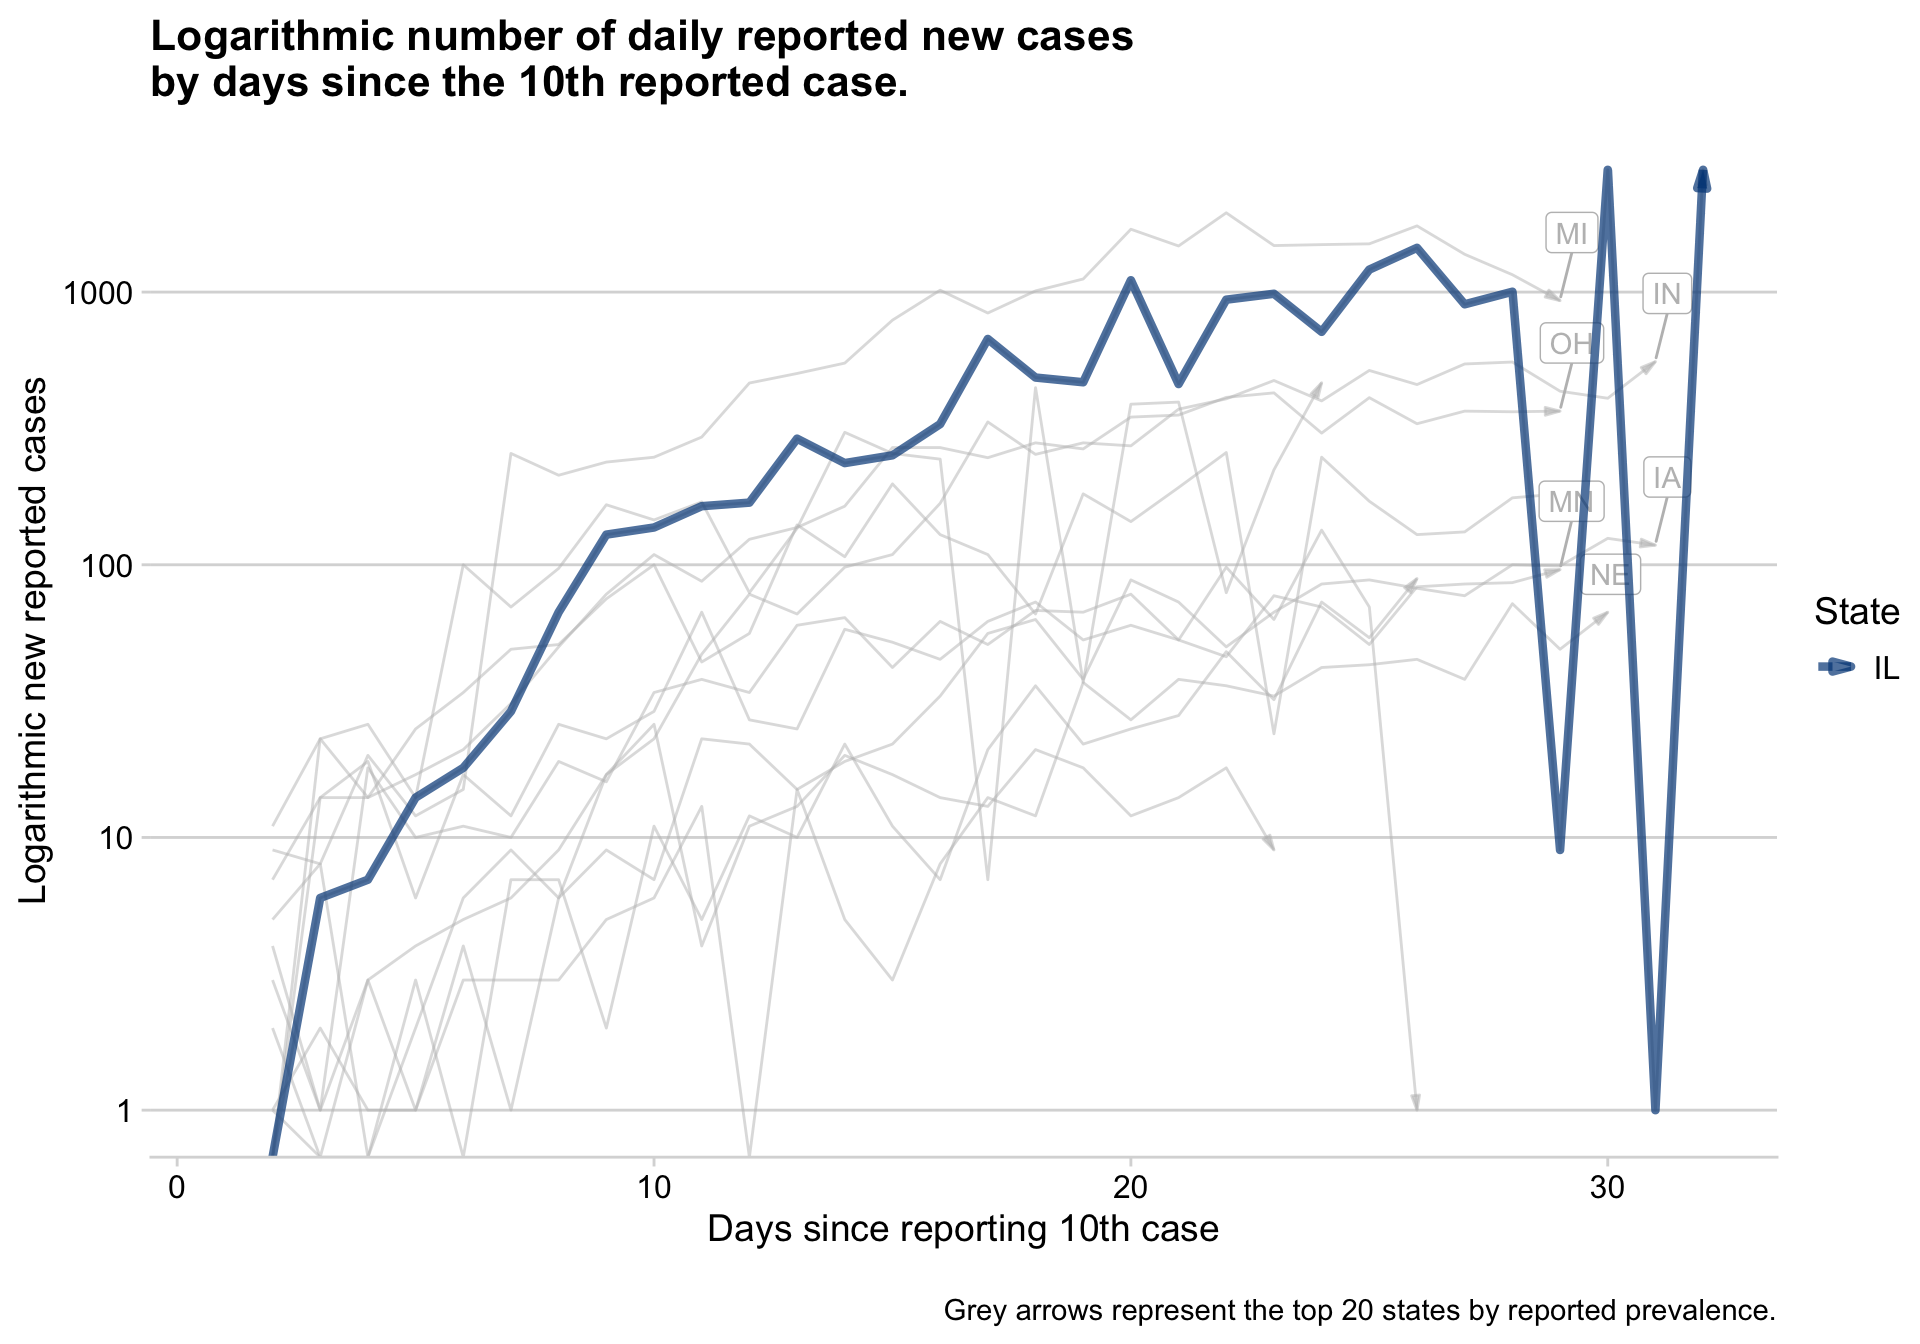 Logarithmic number of daily reported new cases
by days since the 10th reported case.
Logarithmic new reported cases
1000
100
10
1
MI
IN
OH
IA
MN
NE
State
IL
0
10
20
30
Days since reporting 10th case
Grey arrows represent the top 20 states by reported prevalence.